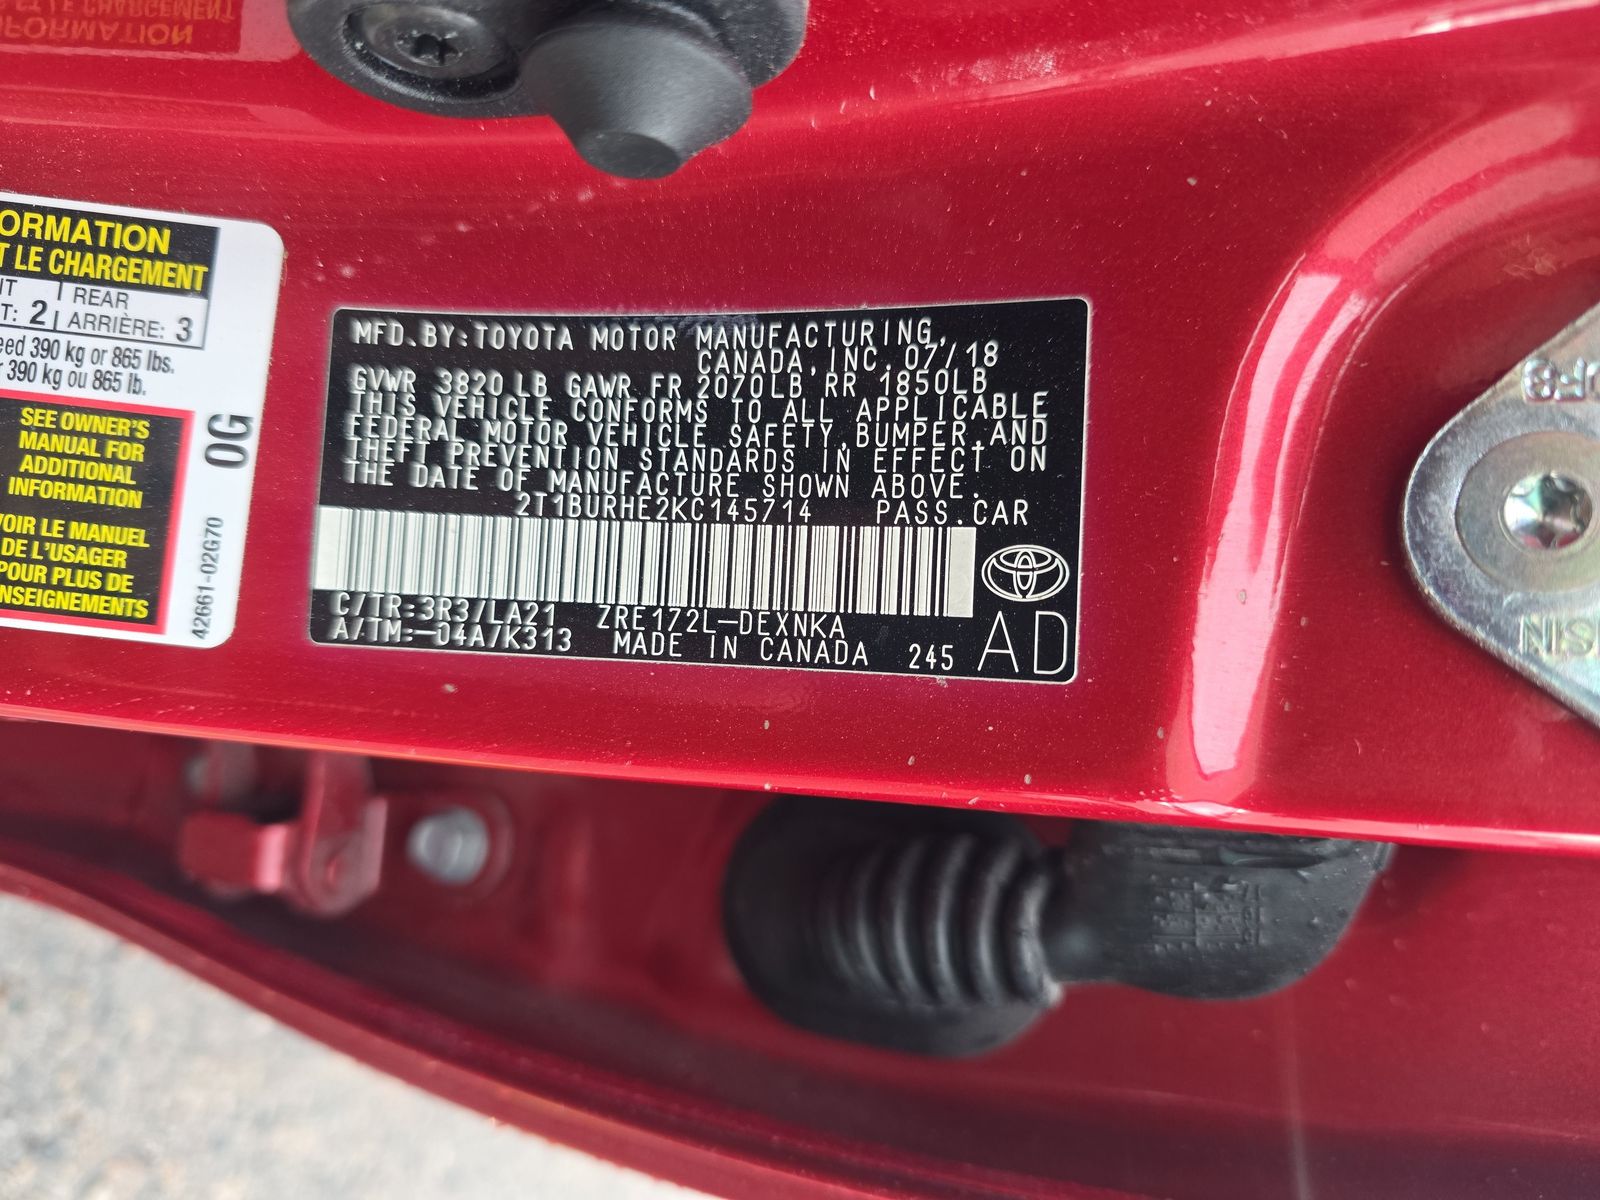 ORMATION
T LE CHARGEMENT
REAR
T: 2 ARRIÈRE: 3
eed 390 kg or 865 lbs.
r 390 kg ou 865 lb.
SEE OWNER'S
MANUAL FOR
ADDITIONAL
INFORMATION
VOIR LE MANUEL
DE L'USAGER
POUR PLUS DE
NSEIGNEMENTS
0G
42661-02G70
MFD.BY:TOYOTA MOTOR MANUFACTURING,
CANADA,INC.07/18
GVWR 3820LB GAWR FR 2070LB RR 1850LB
THIS VEHICLE CONFORMS TO ALL APPLICABLE
FEDERAL MOTOR VEHICLE SAFETY,BUMPER,AND
THEFT PREVENTION STANDARDS IN EFFECT ON
THE DATE OF MANUFACTURE SHOWN ABOVE.
2T1BURHE2KC145714 PASS.CAR
C/TR:3R3/LA21 ZRE172L-DEXNKA
A/TM:-04A/K313 MADE IN CANADA 245 AD